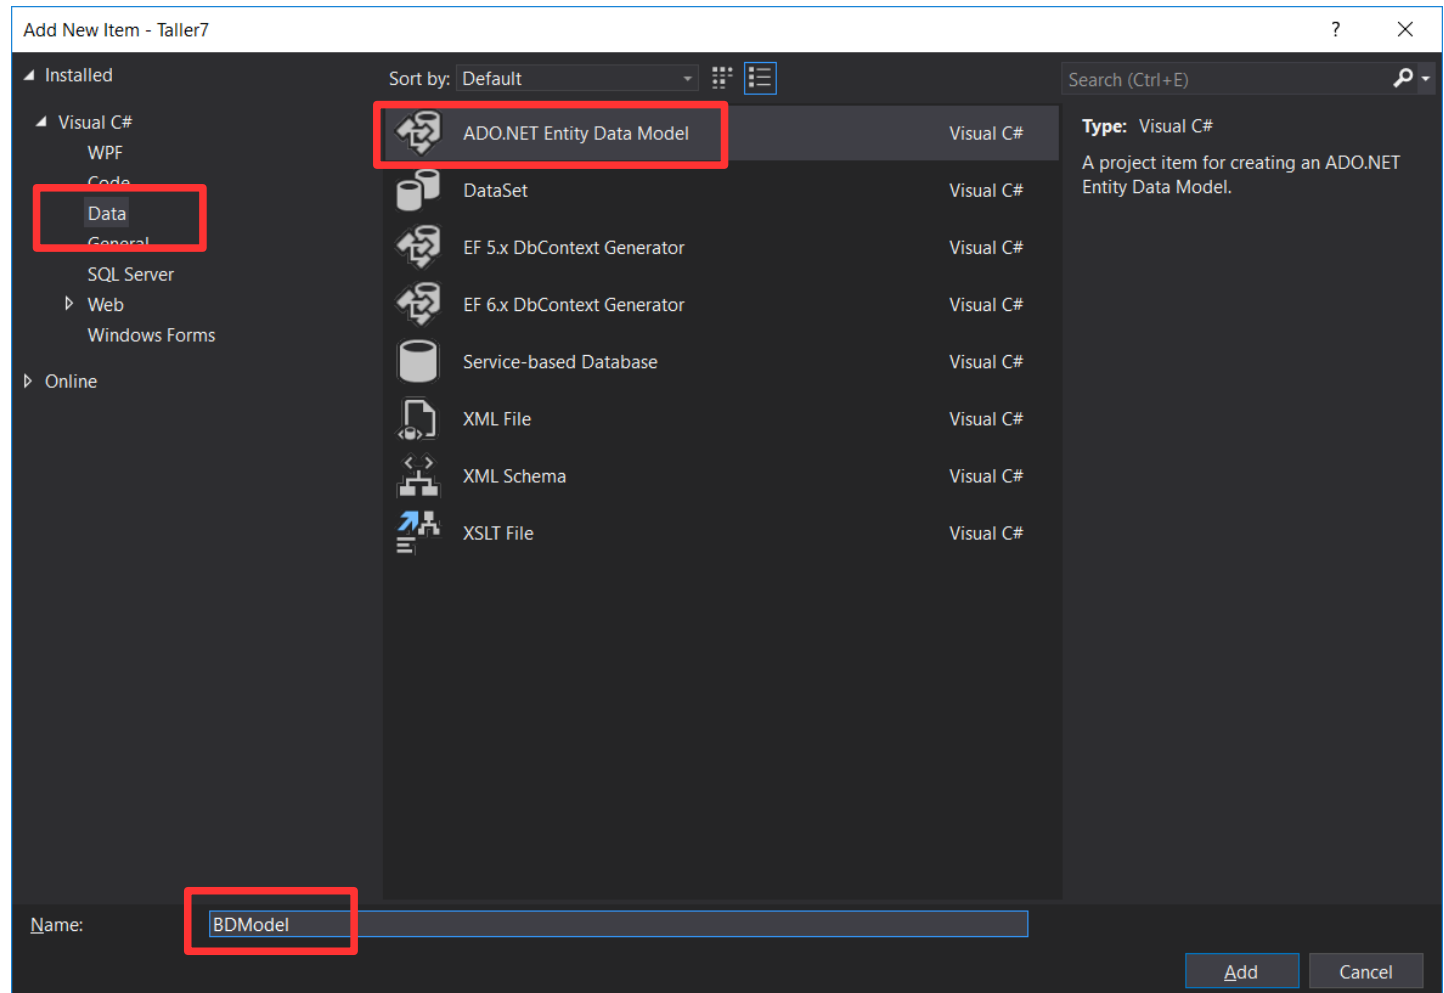 Add New Item - Taller7
?
Installed
Visual C#
WPF
Code
Data
General
SQL Server
Web
Windows Forms
Online
Sort by: Default
ADO.NET Entity Data Model Visual C#
DataSet Visual C#
EF 5.x DbContext Generator Visual C#
EF 6.x DbContext Generator Visual C#
Service-based Database Visual C#
XML File Visual C#
XML Schema Visual C#
XSLT File Visual C#
Search (Ctrl+E)
Type: Visual C#
A project item for creating an ADO.NET
Entity Data Model.
Name: BDModel
Add Cancel